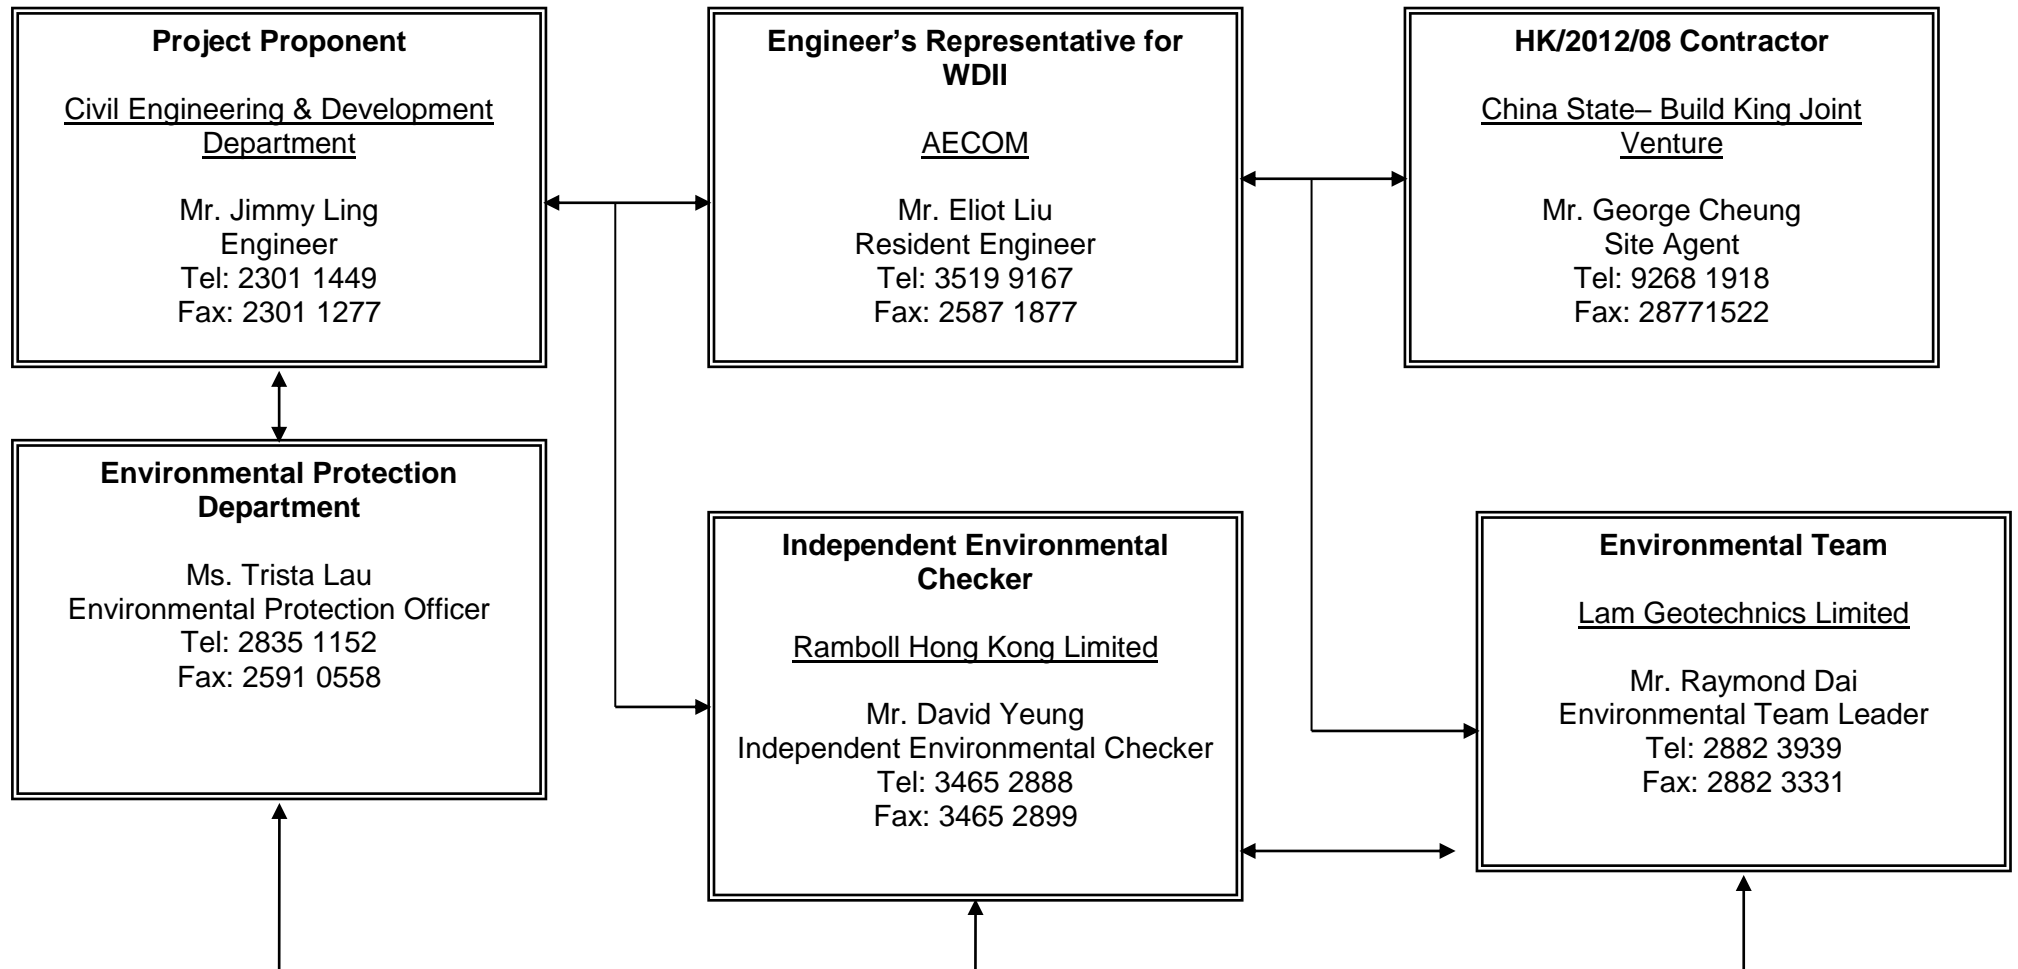 Project Proponent
Civil Engineering & Development
Department
Mr. Jimmy Ling
Engineer
Tel: 2301 1449
Fax: 2301 1277
Engineer’s Representative for
WDII
AECOM
Mr. Eliot Liu
Resident Engineer
Tel: 3519 9167
Fax: 2587 1877
HK/2012/08 Contractor
China State– Build King Joint
Venture
Mr. George Cheung
Site Agent
Tel: 9268 1918
Fax: 28771522
Environmental Protection
Department
Ms. Trista Lau
Environmental Protection Officer
Tel: 2835 1152
Fax: 2591 0558
Independent Environmental
Checker
Ramboll Hong Kong Limited
Mr. David Yeung
Independent Environmental Checker
Tel: 3465 2888
Fax: 3465 2899
Environmental Team
Lam Geotechnics Limited
Mr. Raymond Dai
Environmental Team Leader
Tel: 2882 3939
Fax: 2882 3331